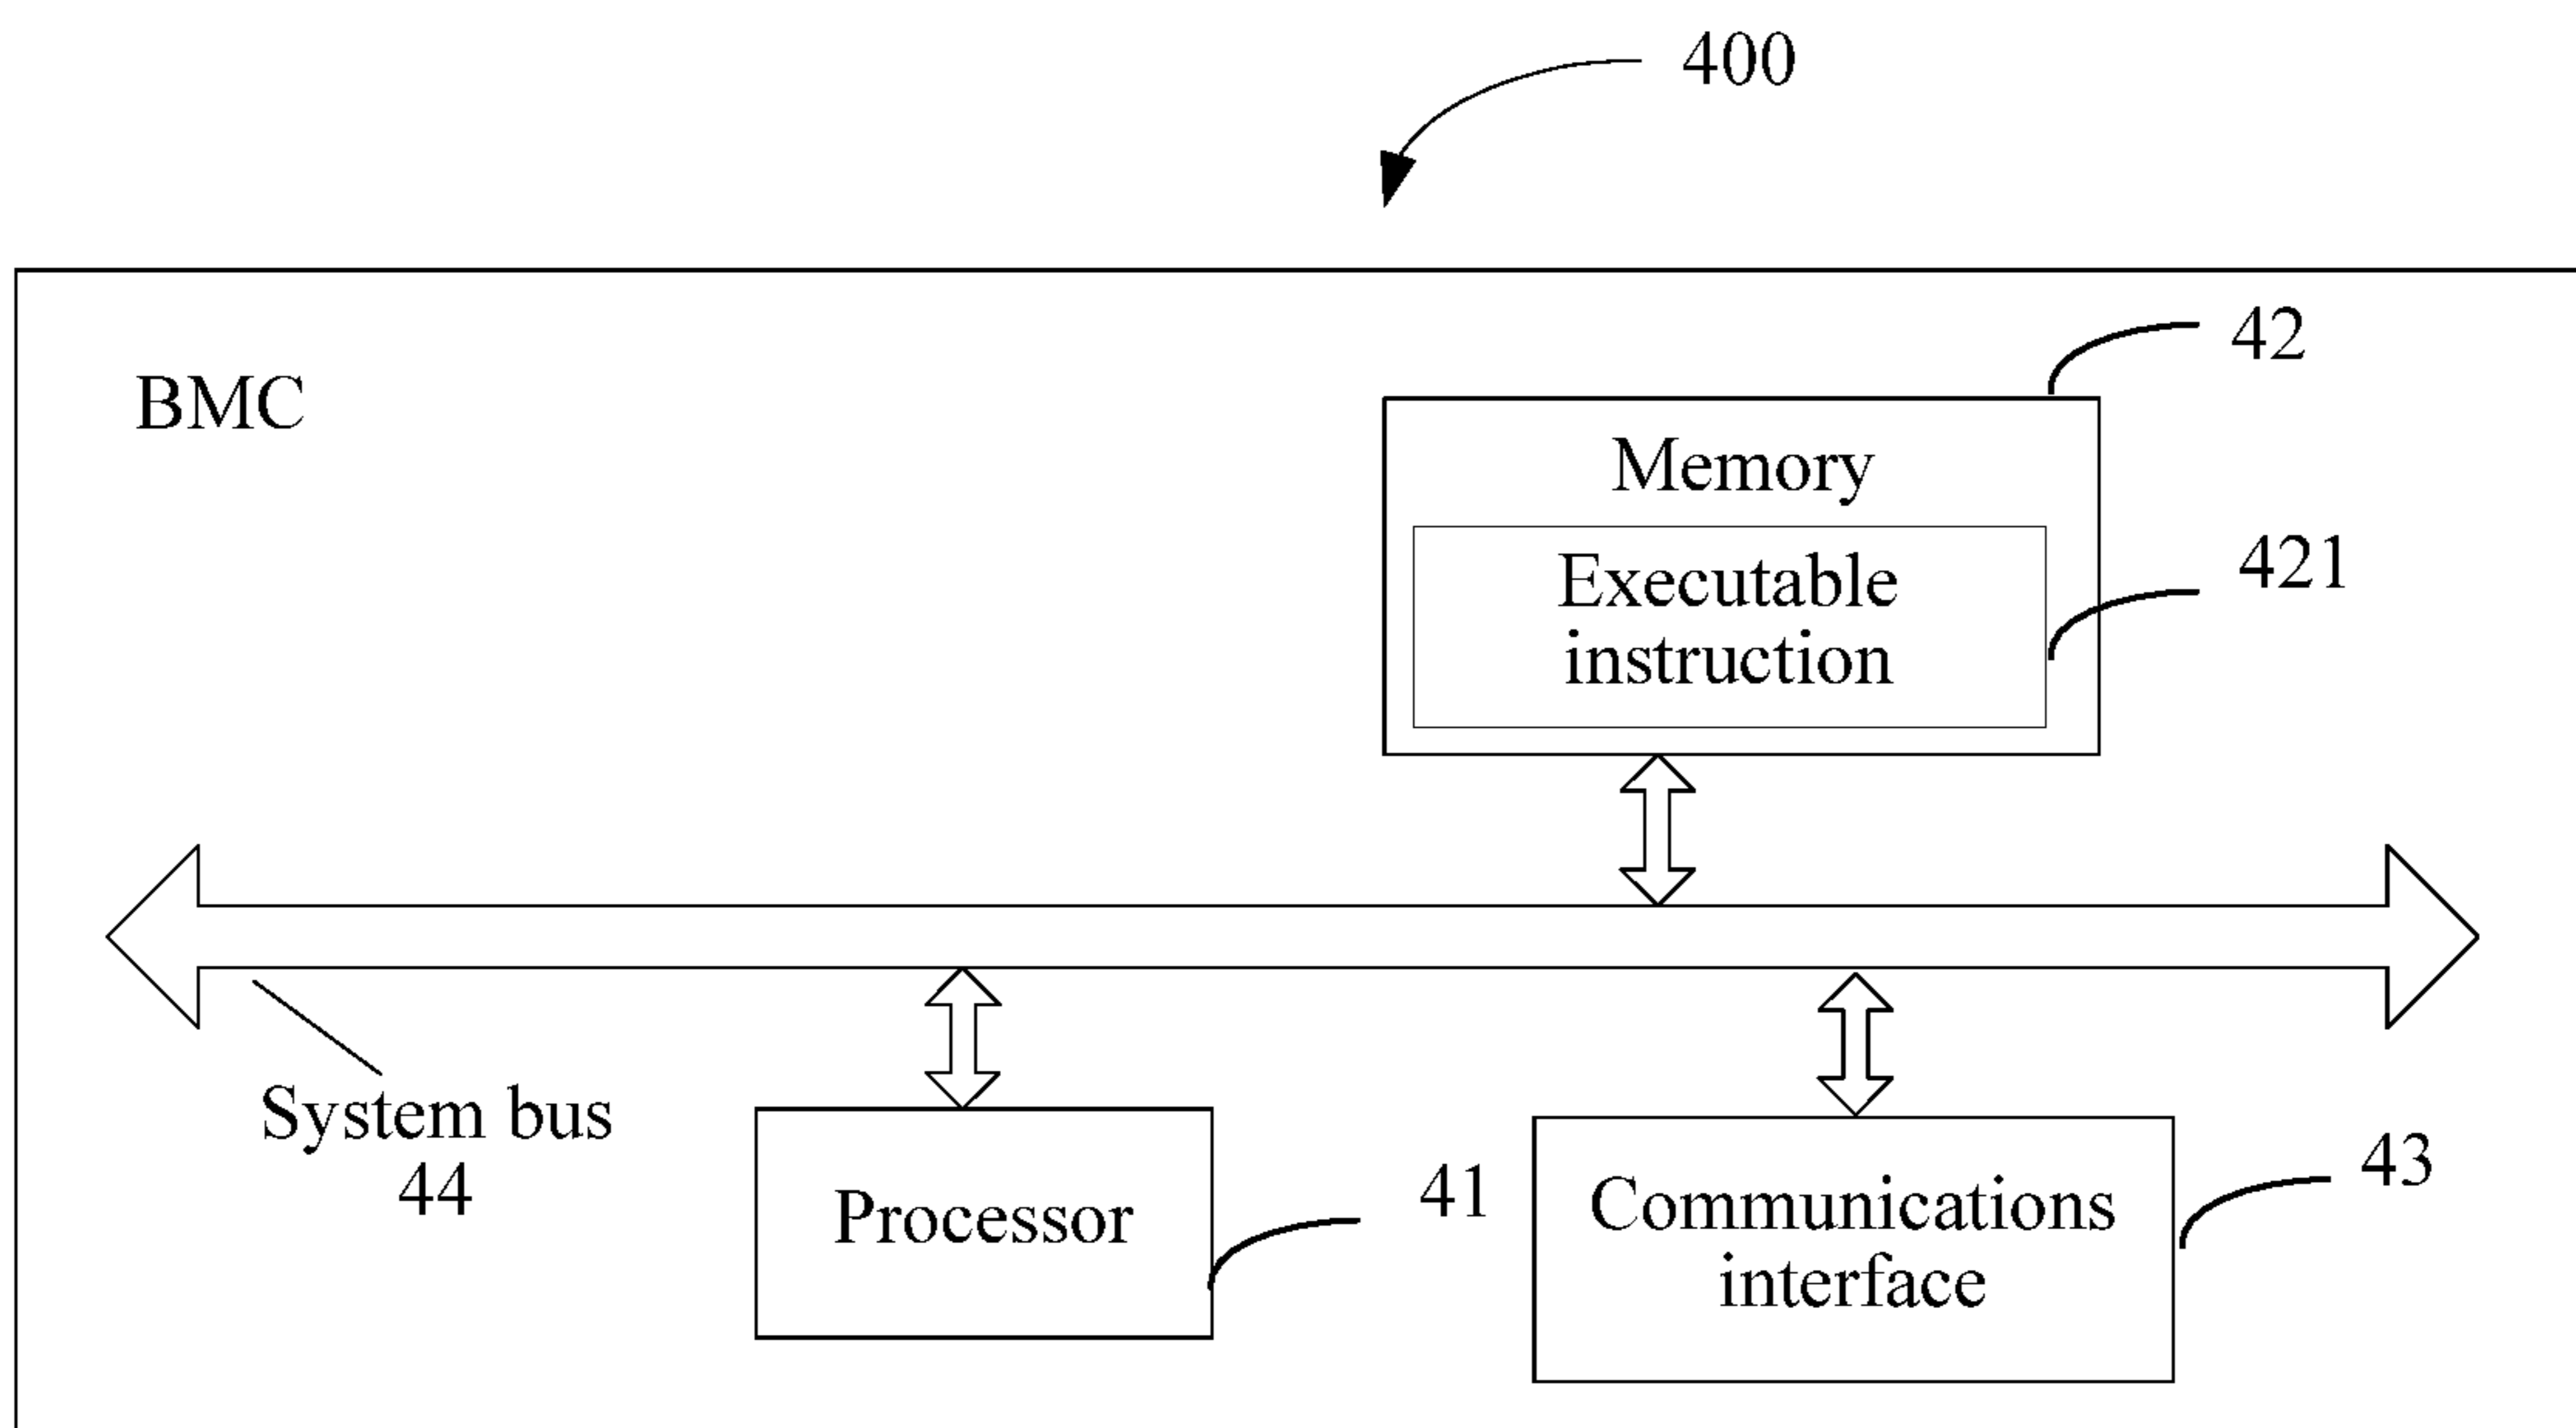 400
BMC
42
Memory
421
Executable
instruction
System bus
44
Processor
41
Communications
interface
43